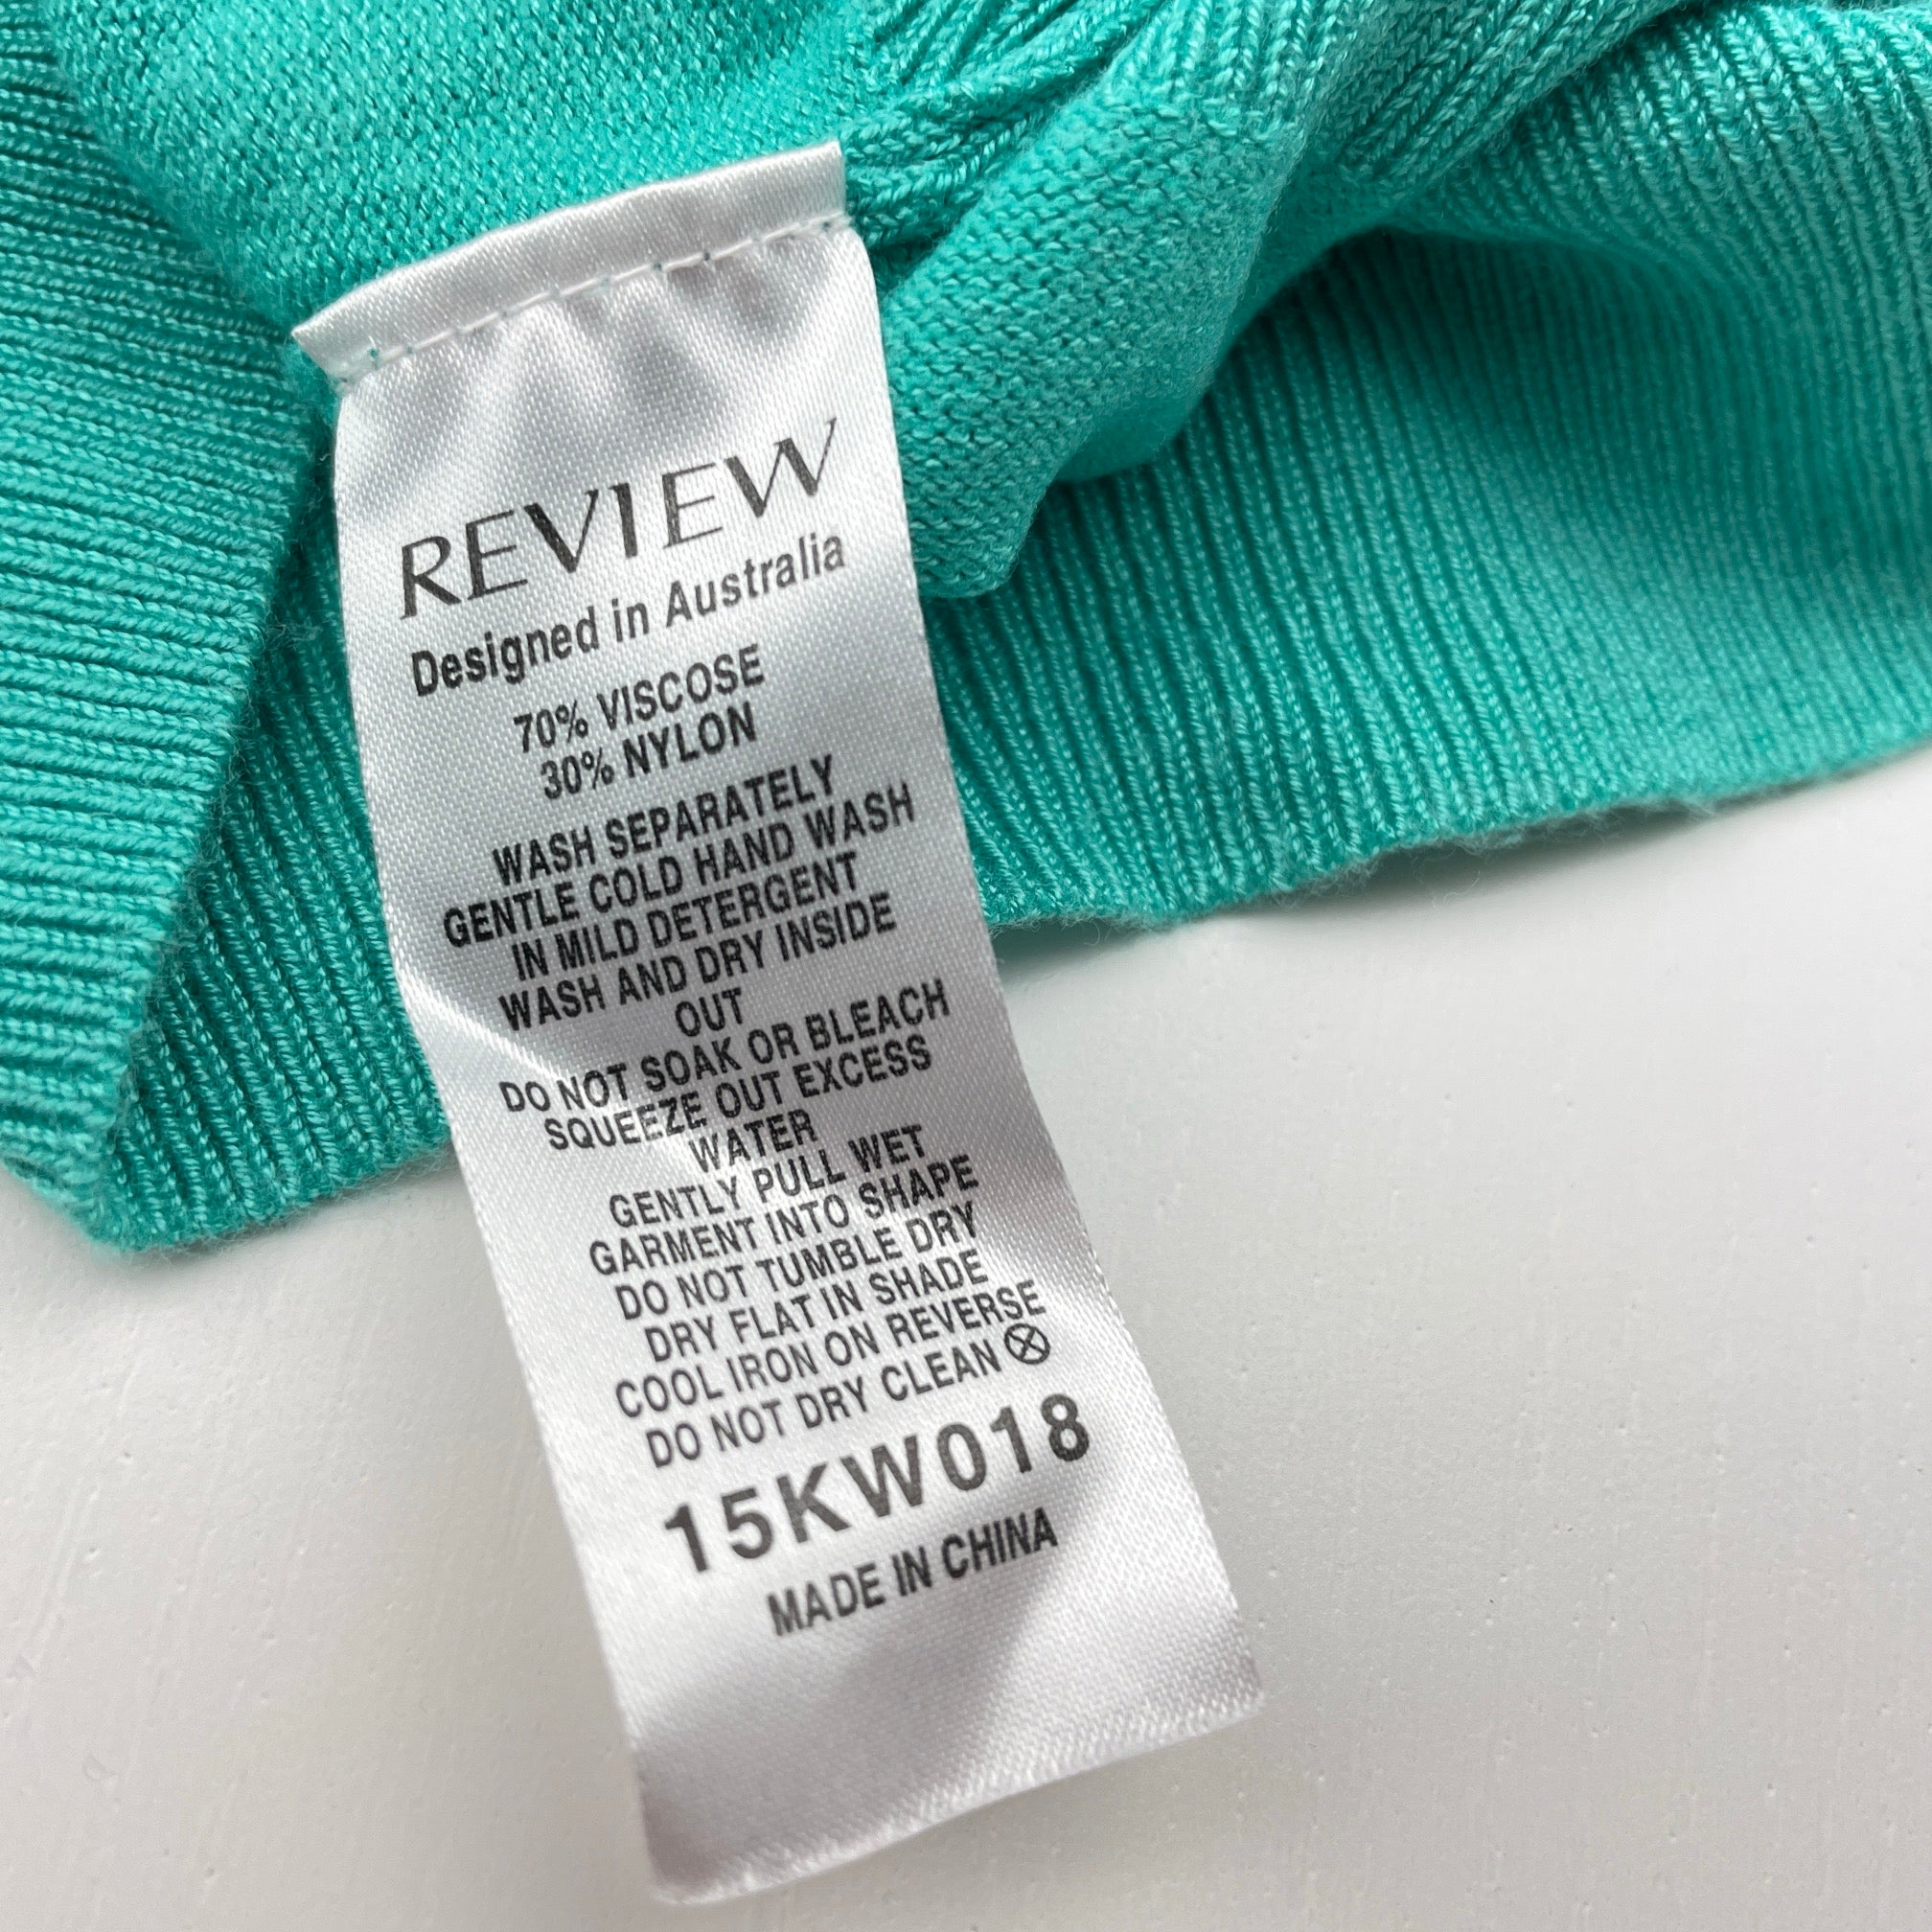 REVIEW
Designed in Australia
70% VISCOSE
30% NYLON
WASH SEPARATELY
GENTLE COLD HAND WASH
IN MILD DETERGENT
WASH AND DRY INSIDE
OUT
DO NOT SOAK OR BLEACH
SQUEEZE OUT EXCESS
WATER
GENTLY PULL WET
GARMENT INTO SHAPE
DO NOT TUMBLE DRY
DRY FLAT IN SHADE
COOL IRON ON REVERSE
DO NOT DRY CLEAN
15KW018
MADE IN CHINA